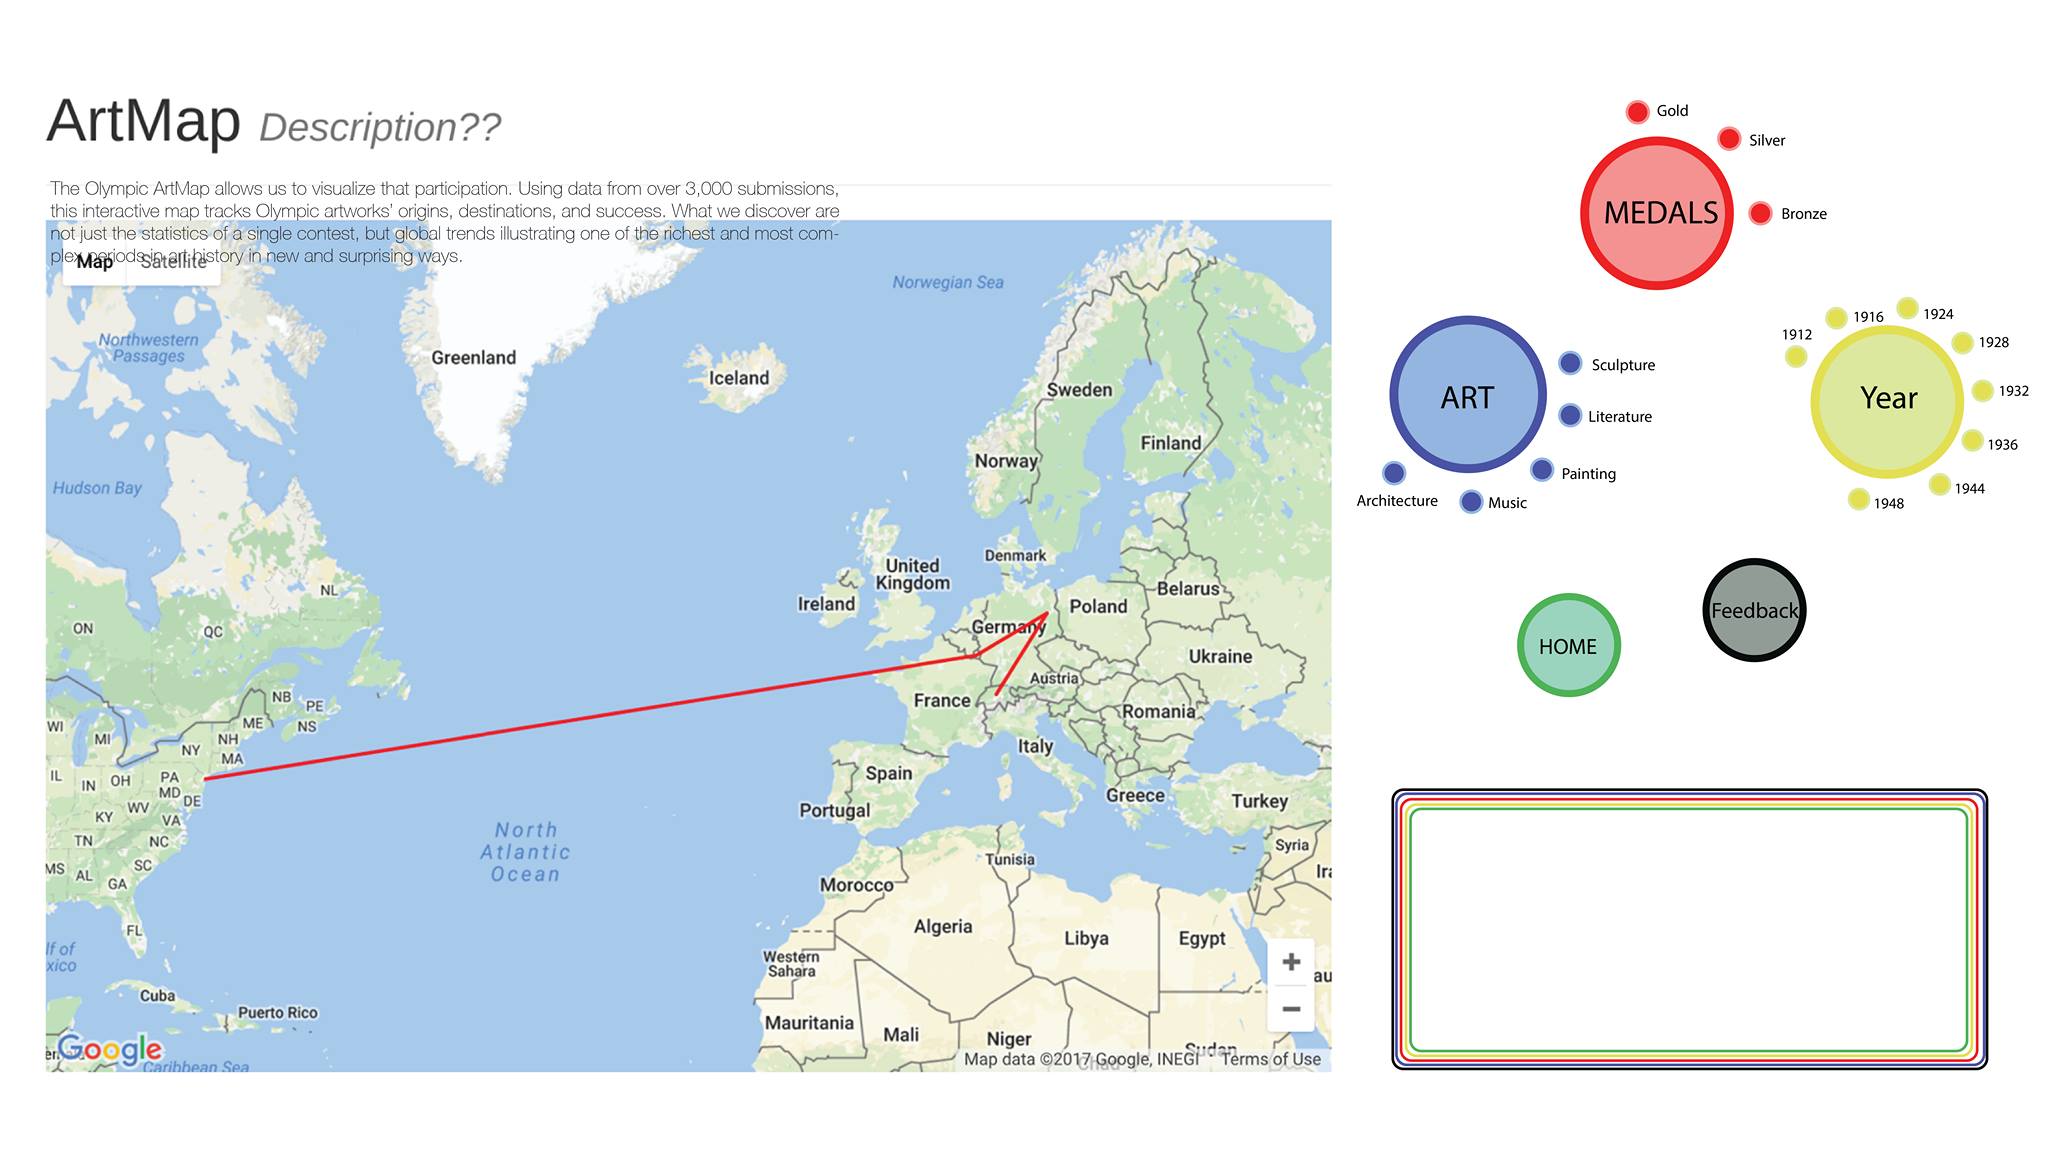 ArtMap Description??
The Olympic ArtMap allows us to visualize that participation. Using data from over 3,000 submissions,
this interactive map tracks Olympic artworks' origins, destinations, and success. What we discover are
not just the statistics of a single contest, but global trends illustrating one of the richest and most com-
plex periods in art history in new and surprising ways.
Map Satellite
Norwegian Sea
Northwestern
Passages
Greenland
Iceland
Sweden
Finland
Norway
Hudson Bay
NL
Denmark
United
Kingdom
Ireland
Belarus
Poland
Germany
ON
QC
Ukraine
Austria
France
Romania
NB
PE
ME
NS
WI
MI
NH
NY
MA
Italy
Spain
IL
IN
OH
PA
MD
DE
Greece
Turkey
Portugal
WV
KY
VA
TN
NC
North
Atlantic
Ocean
Syria
Tunisia
MS
AL
SC
GA
Morocco
Algeria
Libya
Egypt
FL
lf of
xico
Western
Sahara
Cuba
Puerto Rico
Mauritania
Mali
Niger
Sudan
Chad
Google
Caribbean Sea
+
−
Map data ©2017 Google, INEGI Terms of Use
Gold
Silver
MEDALS
Bronze
ART
Sculpture
Literature
Painting
Music
Architecture
Year
1912
1916
1924
1928
1932
1936
1944
1948
HOME
Feedback